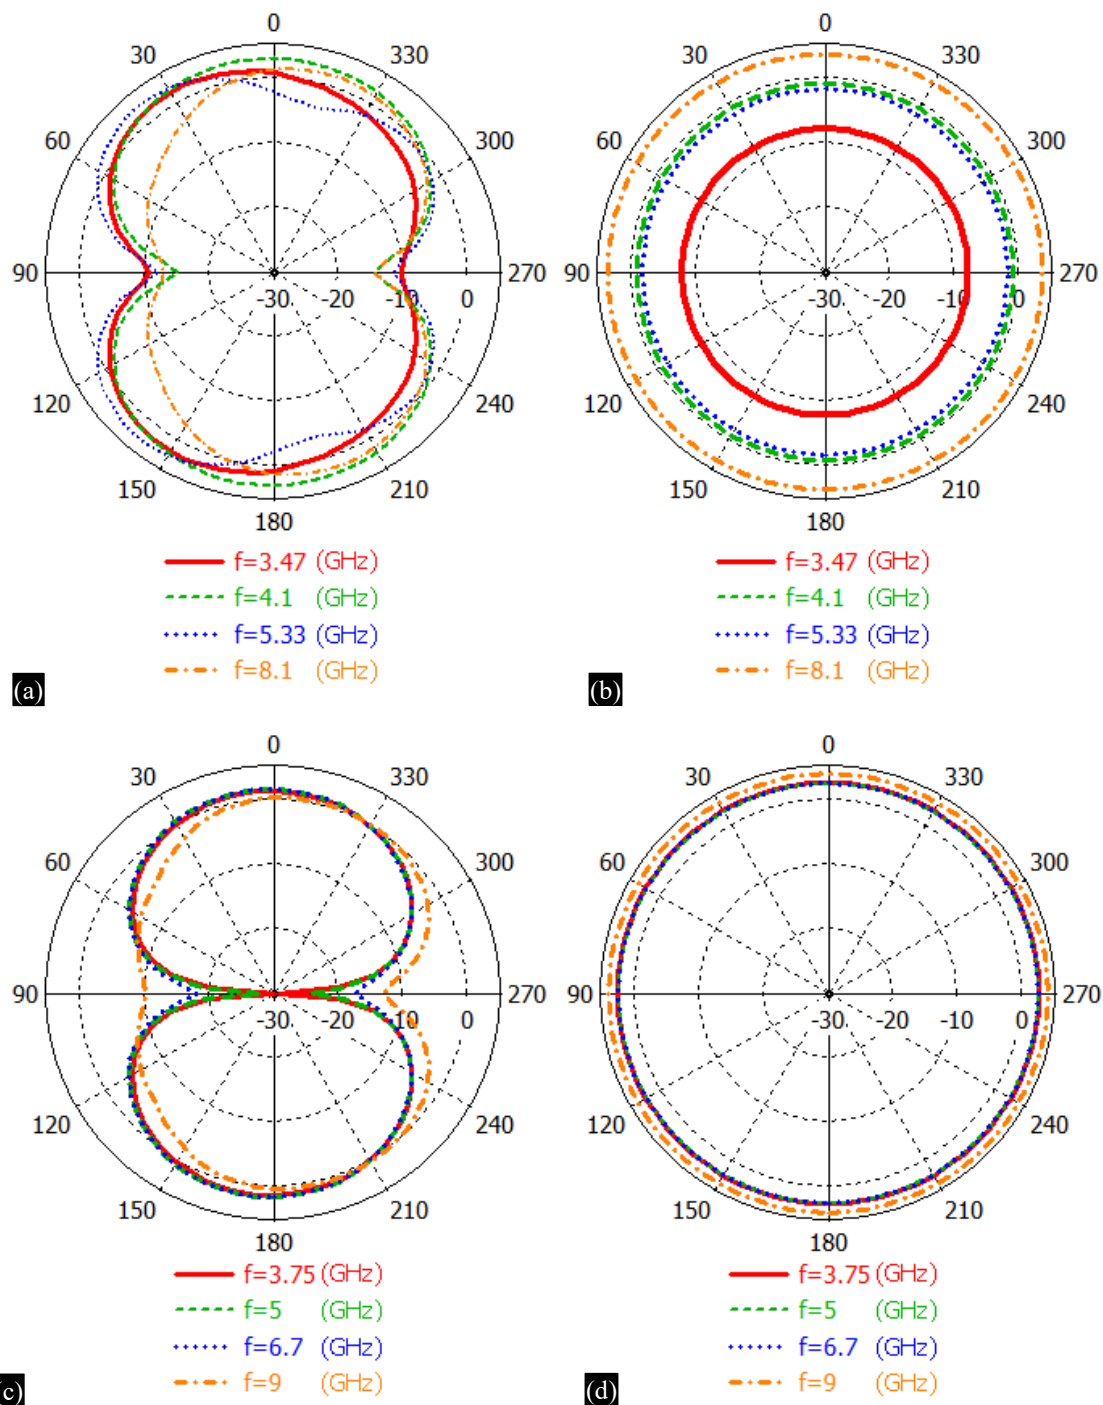 0 0
30 330 30 330
60 300 60 300
90 -30 -20 -10 0 270 90 -30 -20 -10 0 270
120 240 120 240
150 210 150 210
180 180
f=3.47 (GHz) f=3.47 (GHz)
f=4.1 (GHz) f=4.1 (GHz)
f=5.33 (GHz) f=5.33 (GHz)
f=8.1 (GHz) f=8.1 (GHz)
(a) (b)
0 0
30 330 30 330
60 300 60 300
90 -30 -20 -10 0 270 90 -30 -20 -10 0 270
120 240 120 240
150 210 150 210
180 180
f=3.75 (GHz) f=3.75 (GHz)
f=5 (GHz) f=5 (GHz)
f=6.7 (GHz) f=6.7 (GHz)
f=9 (GHz) f=9 (GHz)
(c) (d)